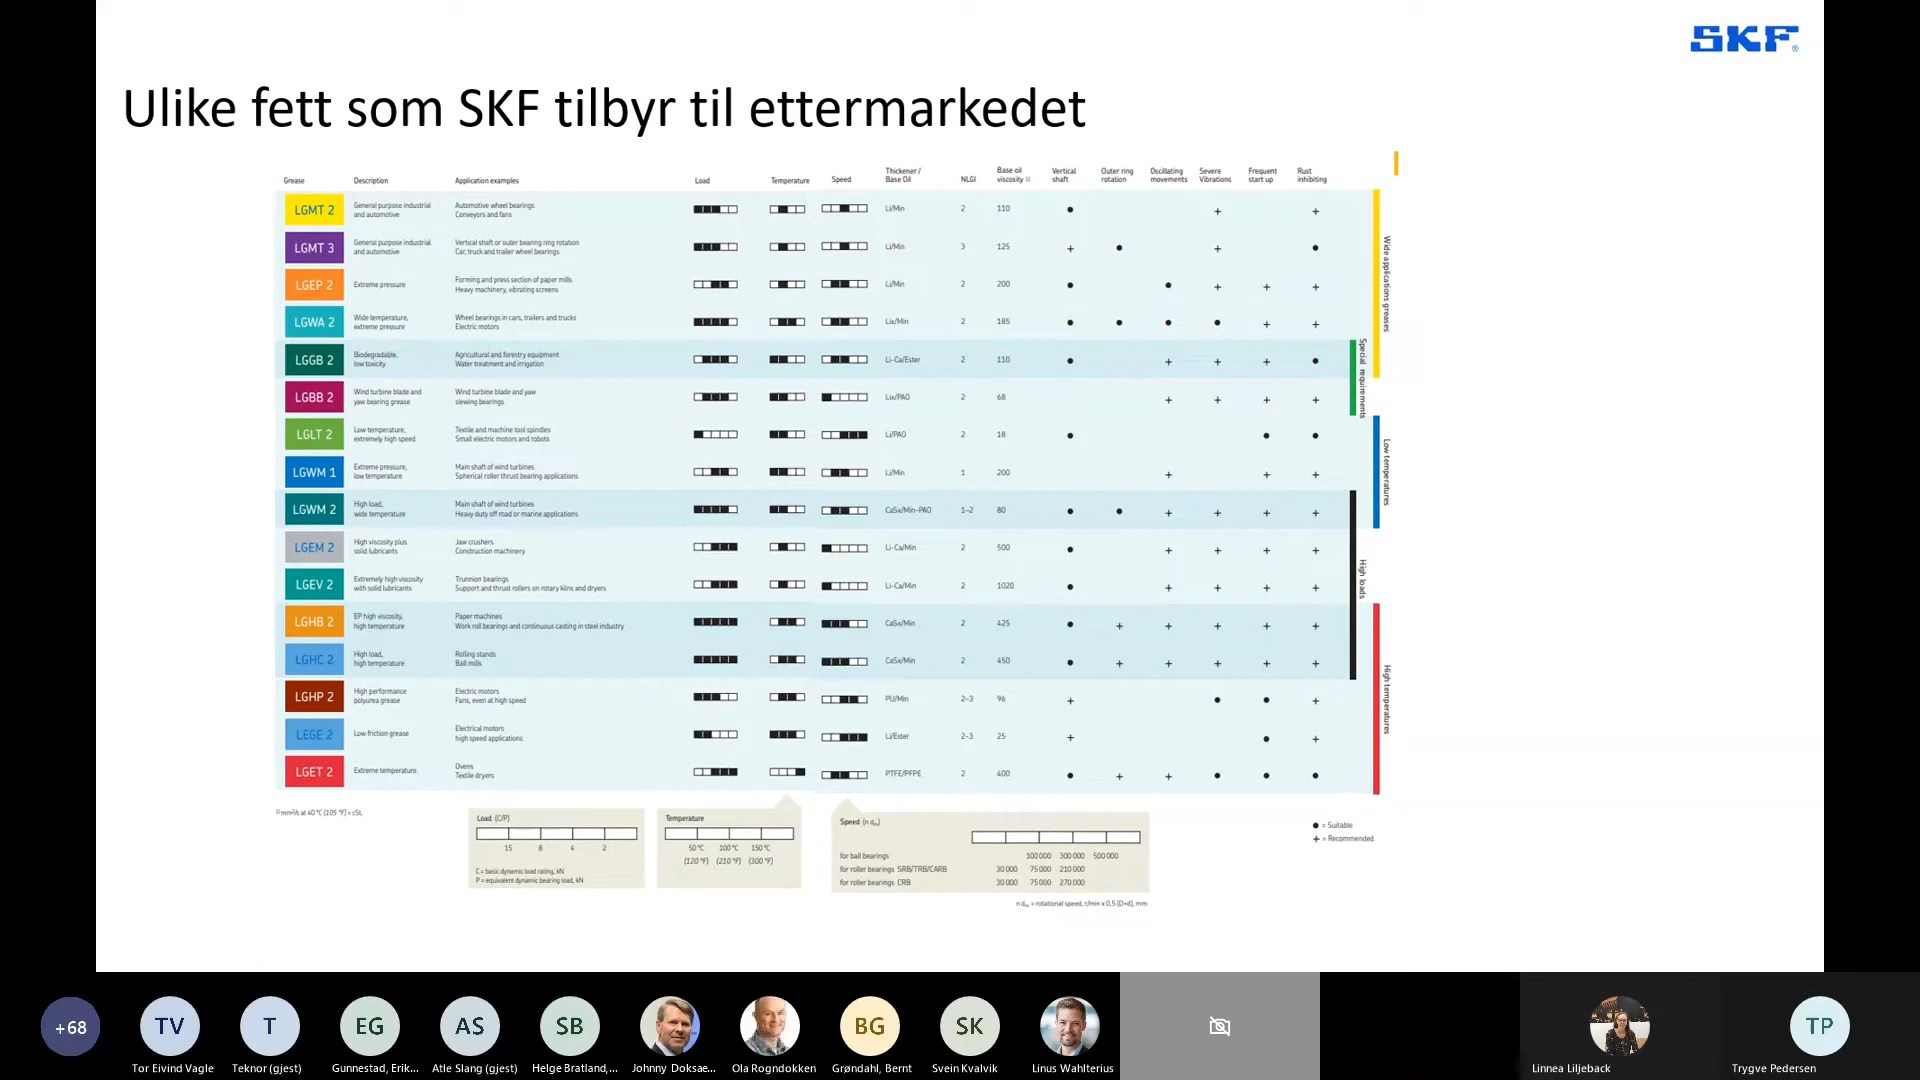 SKF
Ulike fett som SKF tilbyr til ettermarkedet
Grease Description Application examples Load Temperature Speed Thickener / Base Oil NLGI Base oil viscosity 1) Vertical shaft Outer ring rotation Oscillating movements Severe Vibrations Frequent start up Rust inhibiting
LGMT 2 General purpose industrial and automotive Automotive wheel bearings Conveyors and fans Li/Min 2 110 ● + +
LGMT 3 General purpose industrial and automotive Vertical shaft or outer bearing ring rotation Car, truck and trailer wheel bearings Li/Min 3 125 + ● + ●
LGEP 2 Extreme pressure Forming and press section of paper mills Heavy machinery, vibrating screens Li/Min 2 200 ● ● + + +
LGWA 2 Wide temperature, extreme pressure Wheel bearings in cars, trailers and trucks Electric motors Lix/Min 2 185 ● ● ● ● + +
LGGB 2 Biodegradable, low toxicity Agricultural and forestry equipment Water treatment and irrigation Li-Ca/Ester 2 110 ● + + + ●
LGBB 2 Wind turbine blade and yaw bearing grease Wind turbine blade and yaw slewing bearings Lix/PAO 2 68 + + + +
LGLT 2 Low temperature, extremely high speed Textile and machine tool spindles Small electric motors and robots Li/PAO 2 18 ● ● ●
LGWM 1 Extreme pressure, low temperature Main shaft of wind turbines Spherical roller thrust bearing applications Li/Min 1 200 + + +
LGWM 2 High load, wide temperature Main shaft of wind turbines Heavy duty off road or marine applications CaSx/Min-PAO 1–2 80 ● ● + + + +
LGEM 2 High viscosity plus solid lubricants Jaw crushers Construction machinery Li-Ca/Min 2 500 ● + + + +
LGEV 2 Extremely high viscosity with solid lubricants Trunnion bearings Support and thrust rollers on rotary kilns and dryers Li-Ca/Min 2 1020 ● + + + +
LGHB 2 EP high viscosity, high temperature Paper machines Work roll bearings and continuous casting in steel industry CaSx/Min 2 425 ● + + + + +
LGHC 2 High load, high temperature Rolling stands Ball mills CaSx/Min 2 450 ● + + + + +
LGHP 2 High performance polyurea grease Electric motors Fans, even at high speed PU/Min 2–3 96 + ● ● +
LEGE 2 Low friction grease Electrical motors high speed applications Li/Ester 2-3 25 + ● +
LGET 2 Extreme temperature Ovens Textile dryers PTFE/PFPE 2 400 ● + + ● ● ●
Wide applications greases
Special requirements
Low temperatures
High loads
High temperatures
1) mm²/s at 40 °C (105 °F) = cSt.
Load (C/P)
15 8 4 2
C = basic dynamic load rating, kN
P = equivalent dynamic bearing load, kN
Temperature
50 °C 100 °C 150 °C
(120 °F) (210 °F) (300 °F)
Speed (n dm)
for ball bearings 100 000 300 000 500 000
for roller bearings SRB/TRB/CARB 30 000 75 000 210 000
for roller bearings CRB 30 000 75 000 270 000
n dm = rotational speed, r/min x 0,5 (D+d), mm
● = Suitable
+ = Recommended
+68 TV T EG AS SB BG SK TP
Tor Eivind Vagle Teknor (gjest) Gunnestad, Erik... Atle Slang (gjest) Helge Bratland,... Johnny Doksae... Ola Rogndokken Grøndahl, Bernt Svein Kvalvik Linus Wahlterius Linnea Liljeback Trygve Pedersen